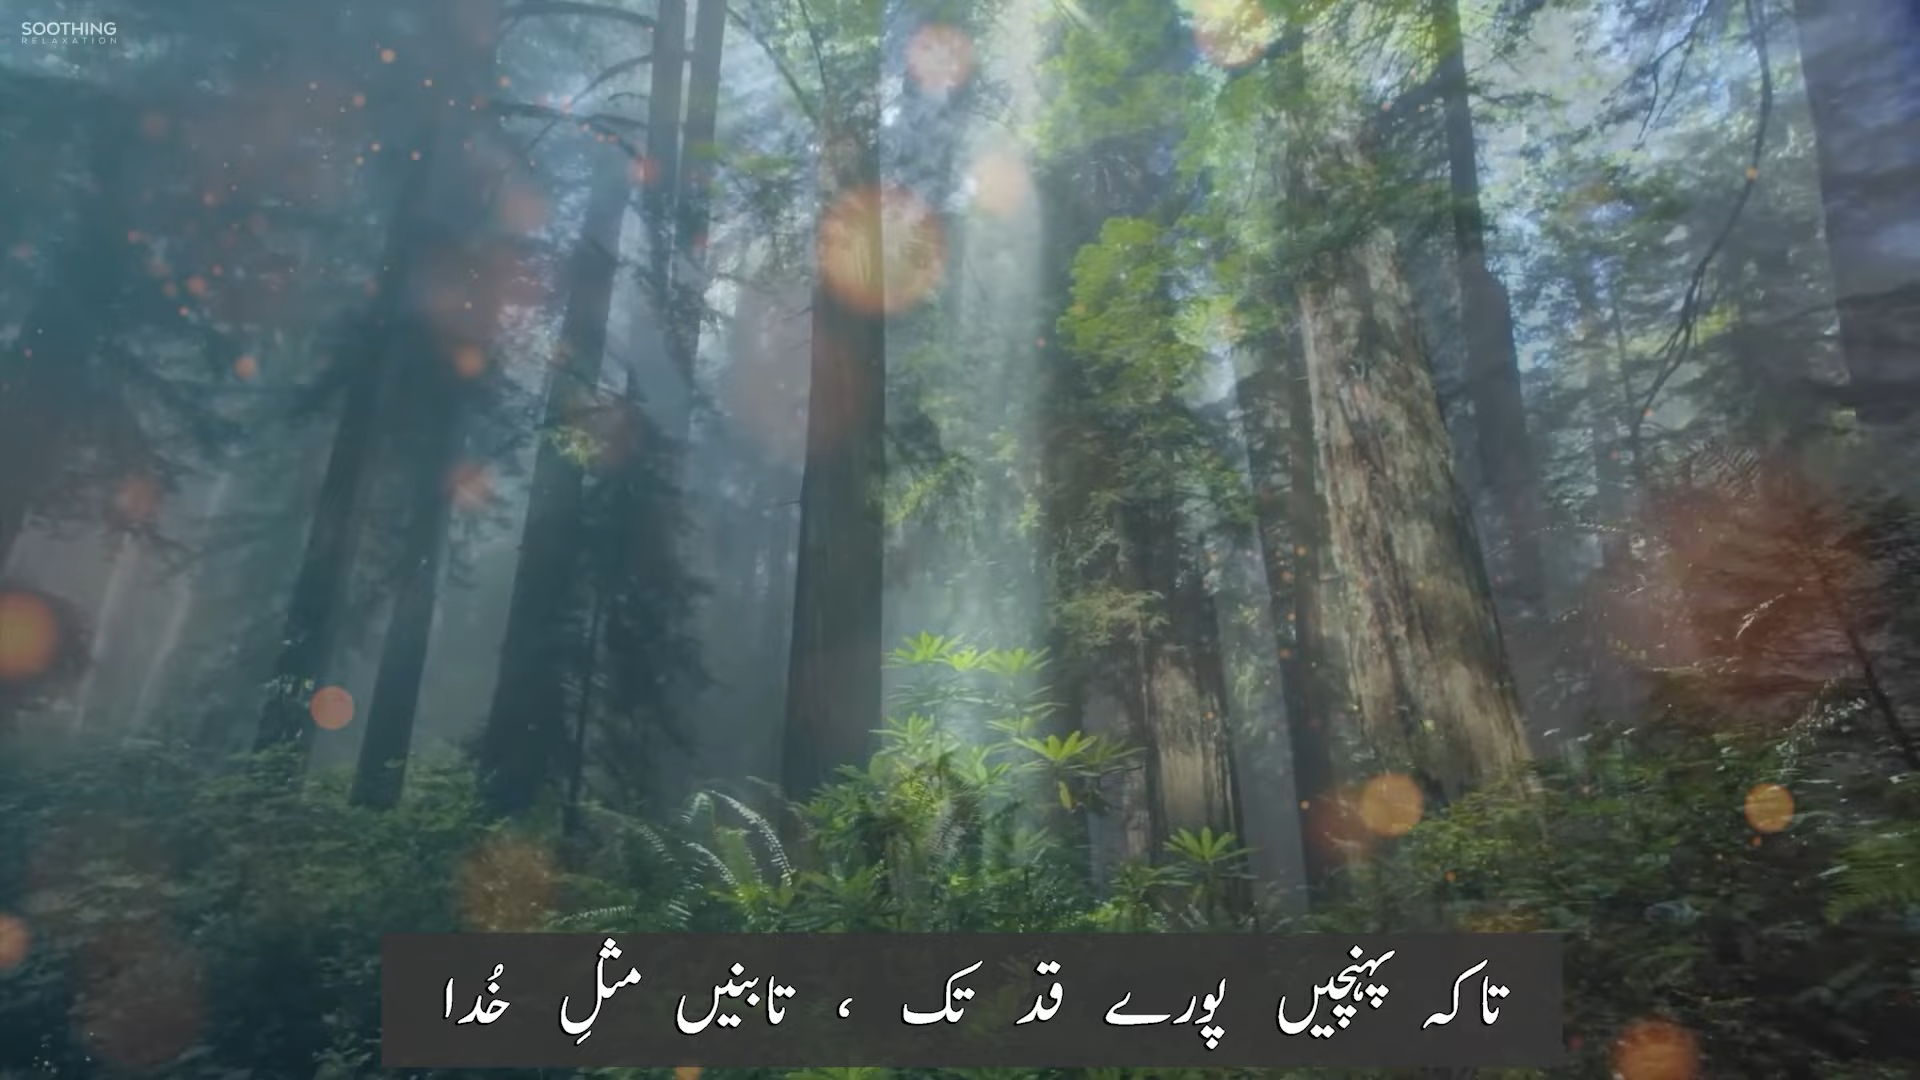 SOOTHING
RELAXATION
تاکہ پہنچیں پورے قد تک ، تابنیں مثلِ خُدا